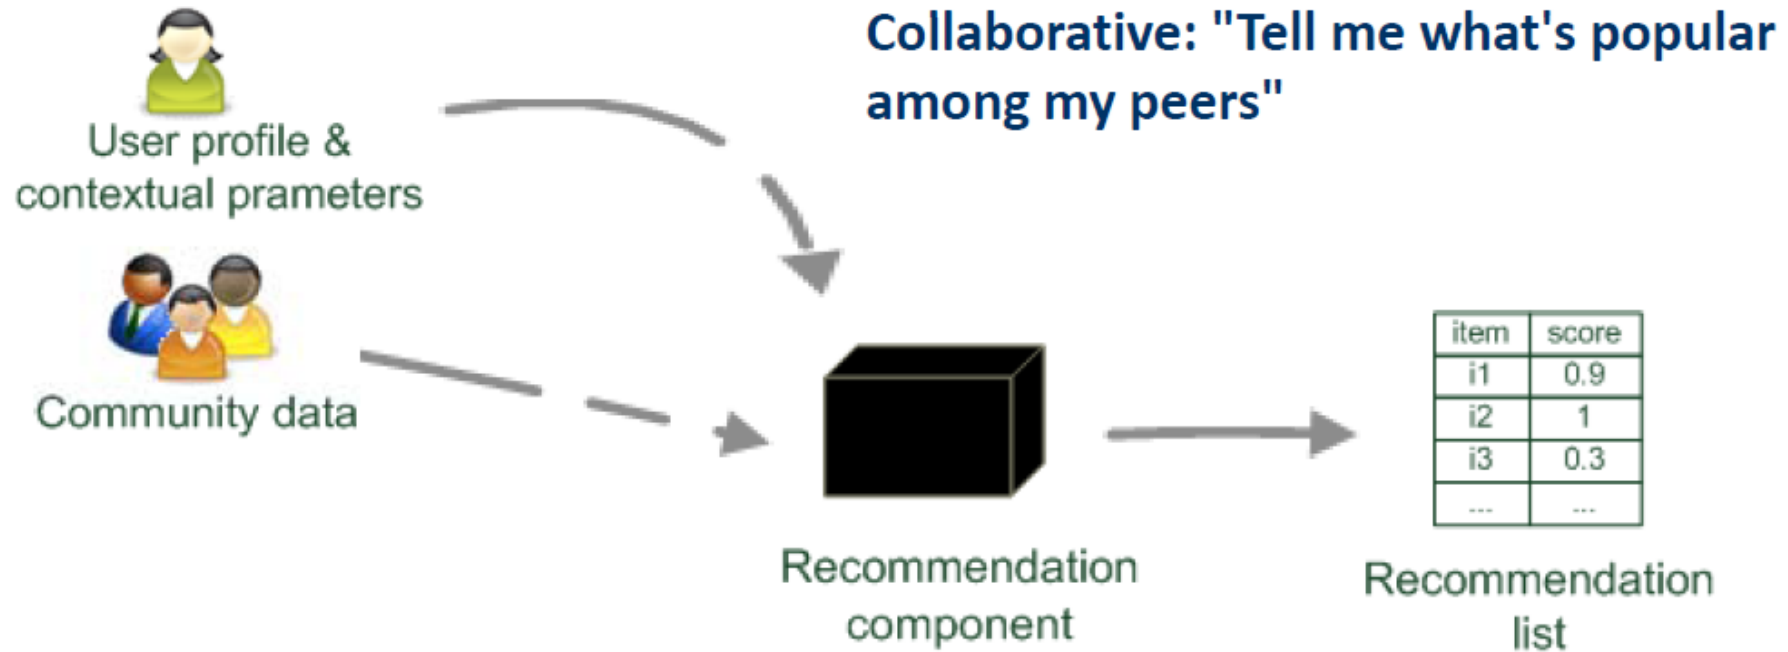 Collaborative: "Tell me what's popular
among my peers"
User profile &
contextual prameters
Community data
item score
i1 0.9
i2 1
i3 0.3
... ...
Recommendation
component
Recommendation
list